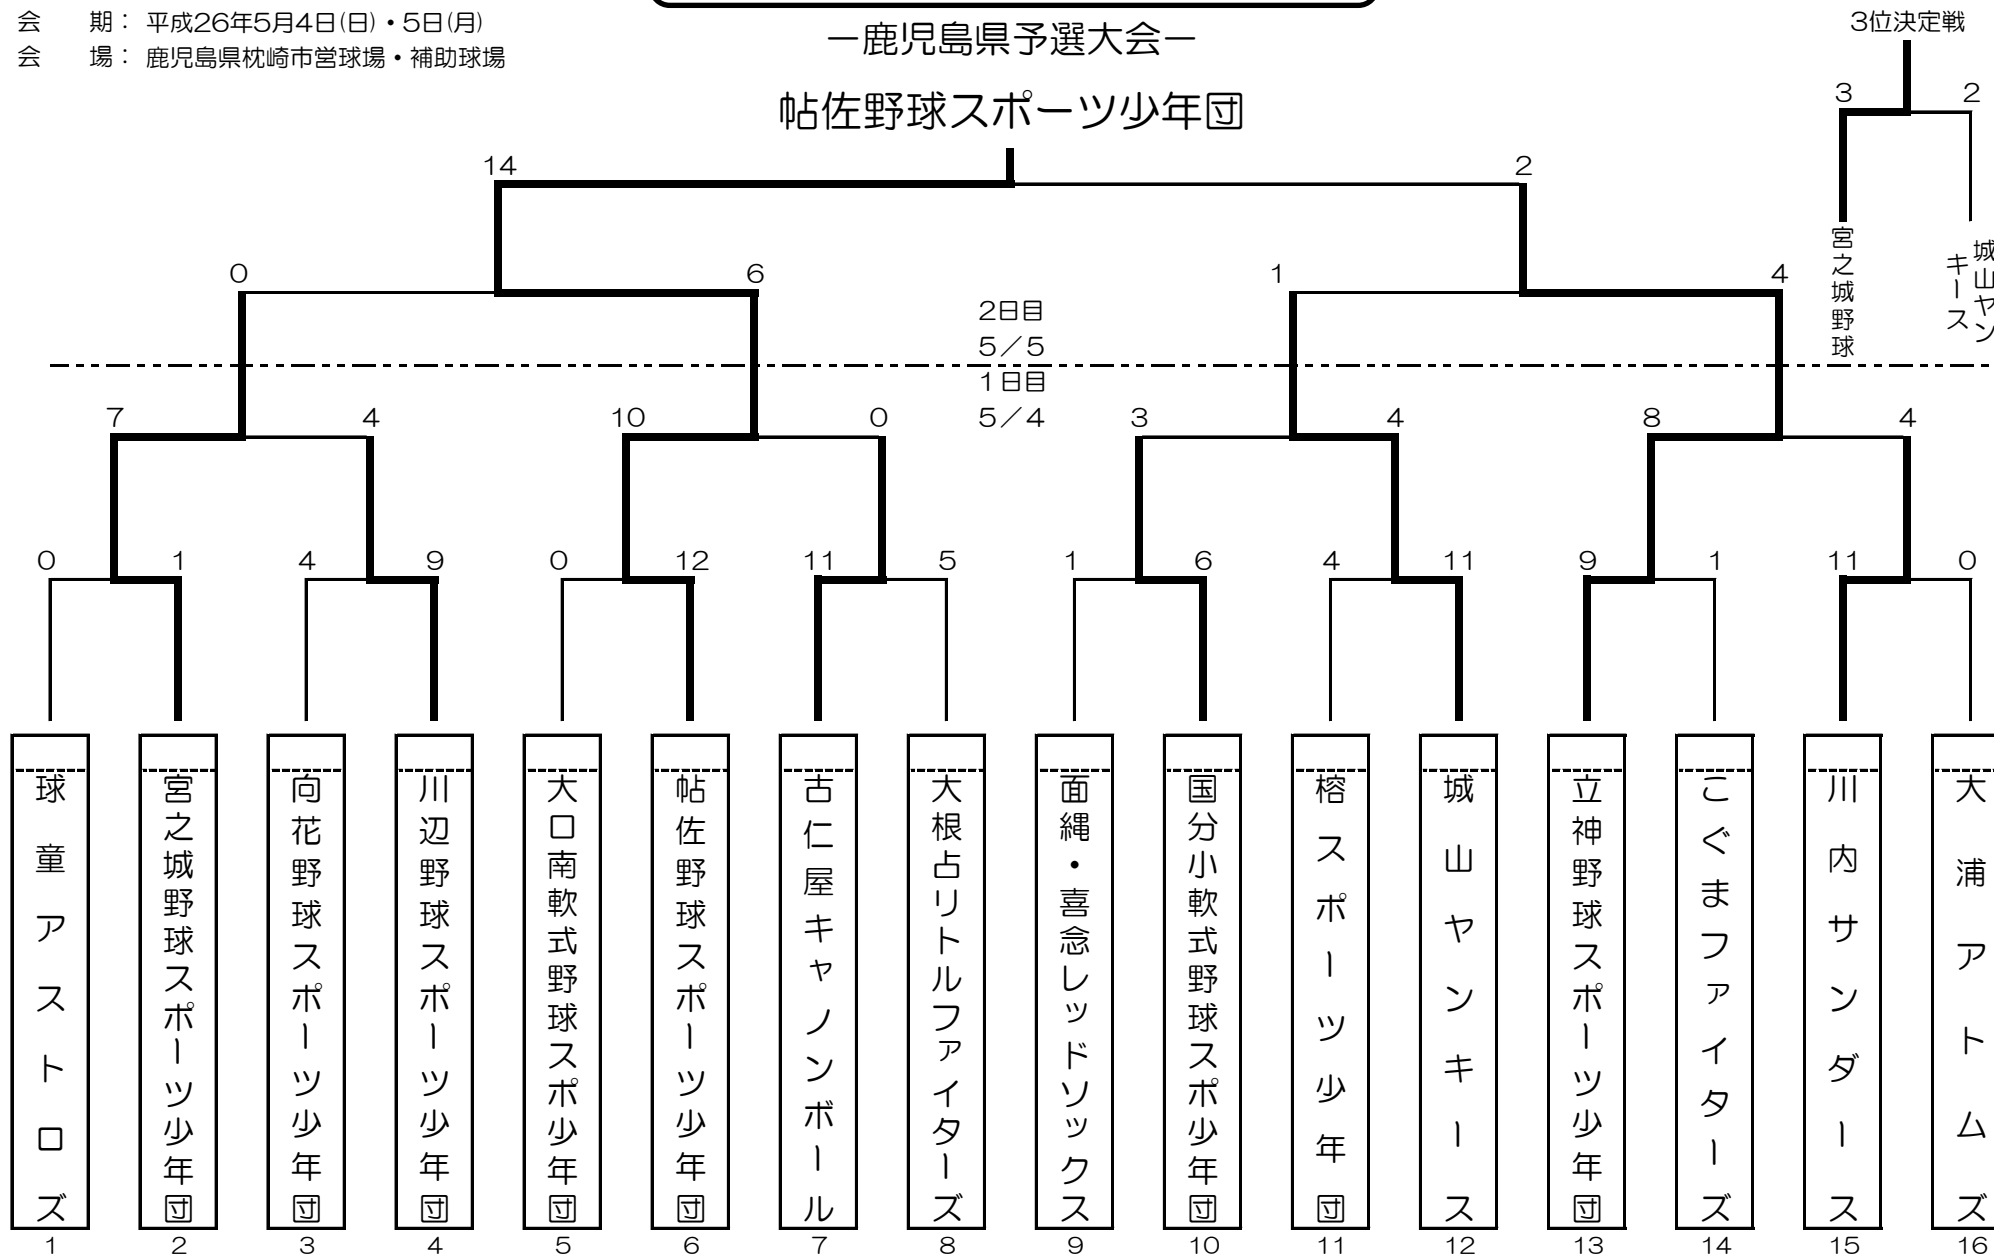 会　期： 平成26年5月4日(日)・5日(月)
会　場： 鹿児島県枕崎市営球場・補助球場
－鹿児島県予選大会－
3位決定戦
3 2
宮之城野球
城山ヤンキース
帖佐野球スポーツ少年団
14 2
0 6 1 4
2日目
5／5
1日目
5／4
7 4 10 0 3 4 8 4
0 1 4 9 0 12 11 5 1 6 4 11 9 1 11 0
球童アストロズ
宮之城野球スポーツ少年団
向花野球スポーツ少年団
川辺野球スポーツ少年団
大口南軟式野球スポ少年団
帖佐野球スポーツ少年団
古仁屋キャノンボール
大根占リトルファイターズ
面縄・喜念レッドソックス
国分小軟式野球スポ少年団
榕スポーツ少年団
城山ヤンキース
立神野球スポーツ少年団
こぐまファイターズ
川内サンダース
大浦アトムズ
1 2 3 4 5 6 7 8 9 10 11 12 13 14 15 16